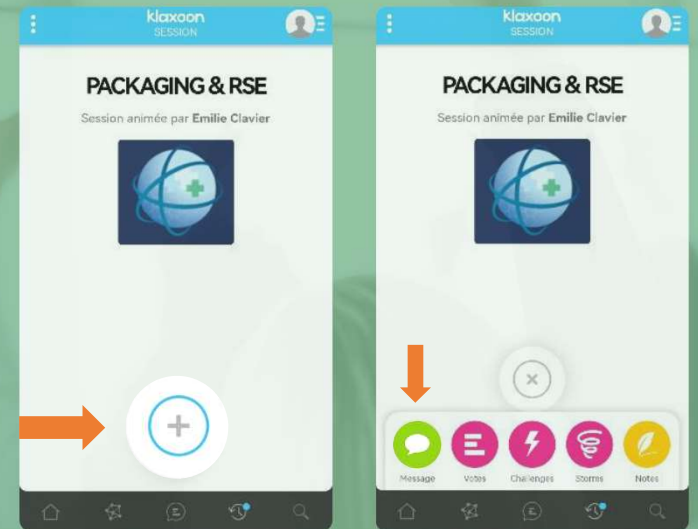 klaxoon
SESSION
PACKAGING & RSE
Session animée par Emilie Clavier
klaxoon
SESSION
PACKAGING & RSE
Session animée par Emilie Clavier
Message Votes Challenges Storms Notes